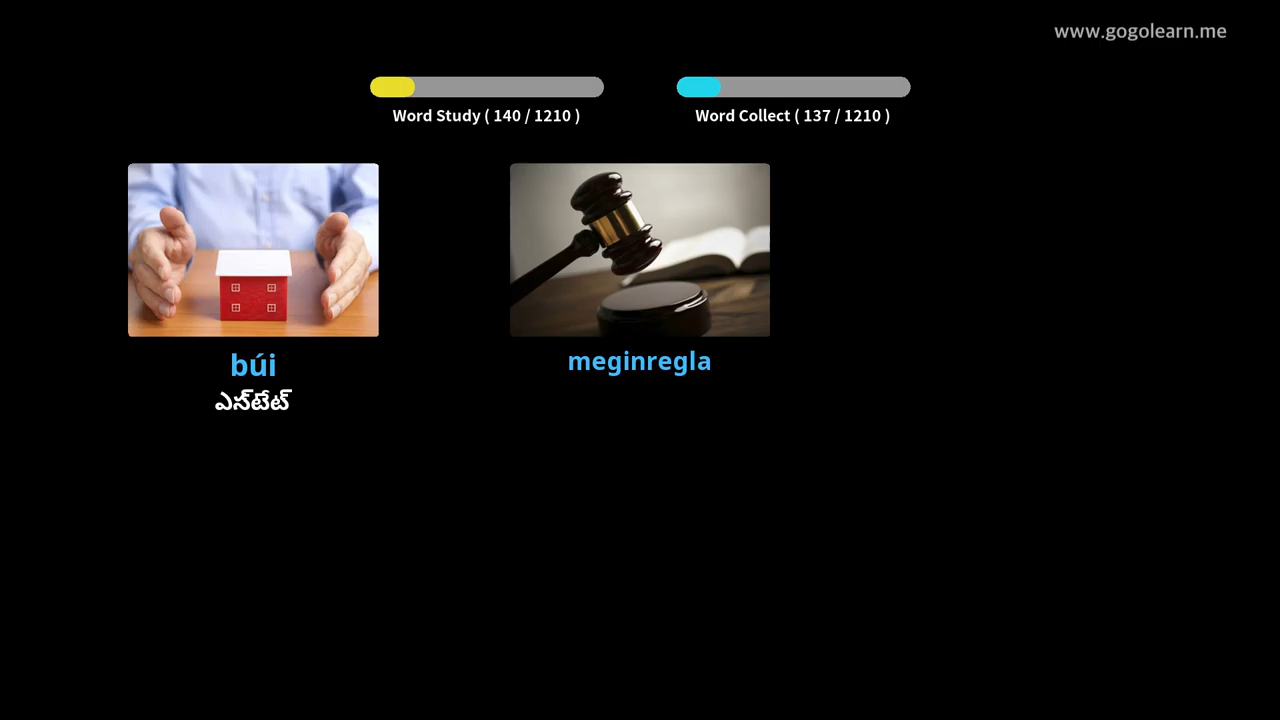 www.gogolearn.me
Word Study ( 140 / 1210 )
Word Collect ( 137 / 1210 )
búi
ఎస్‌టేట్
meginregla